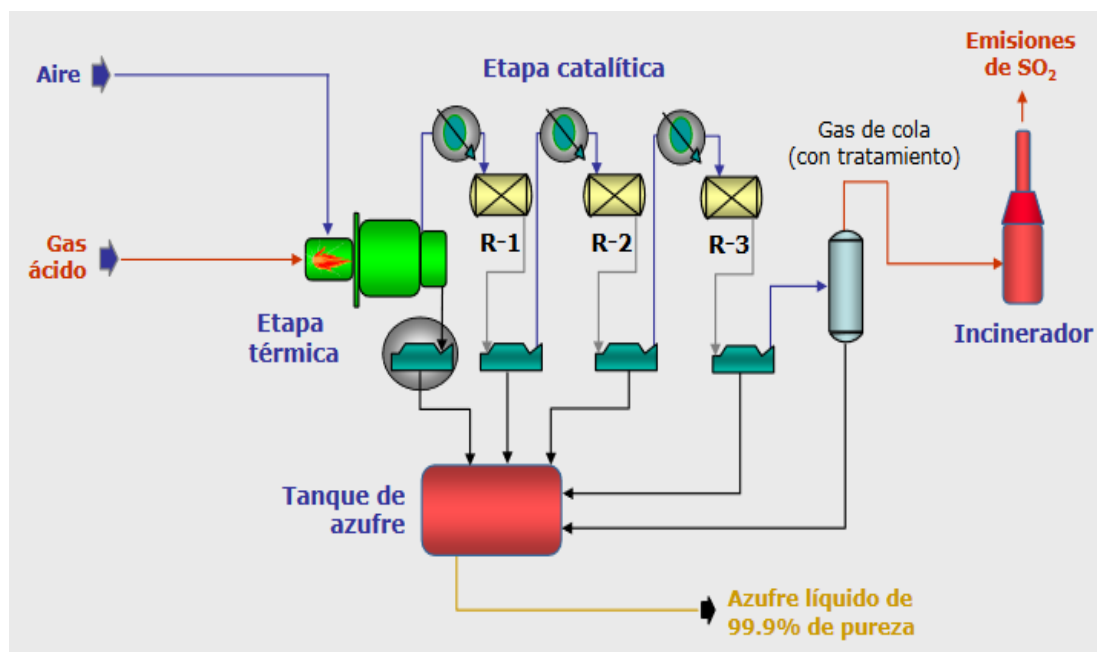 Emisiones
de SO₂
Aire
Etapa catalítica
Gas de cola
(con tratamiento)
Gas
ácido
R-1
R-2
R-3
Etapa
térmica
Incinerador
Tanque de
azufre
Azufre líquido de
99.9% de pureza